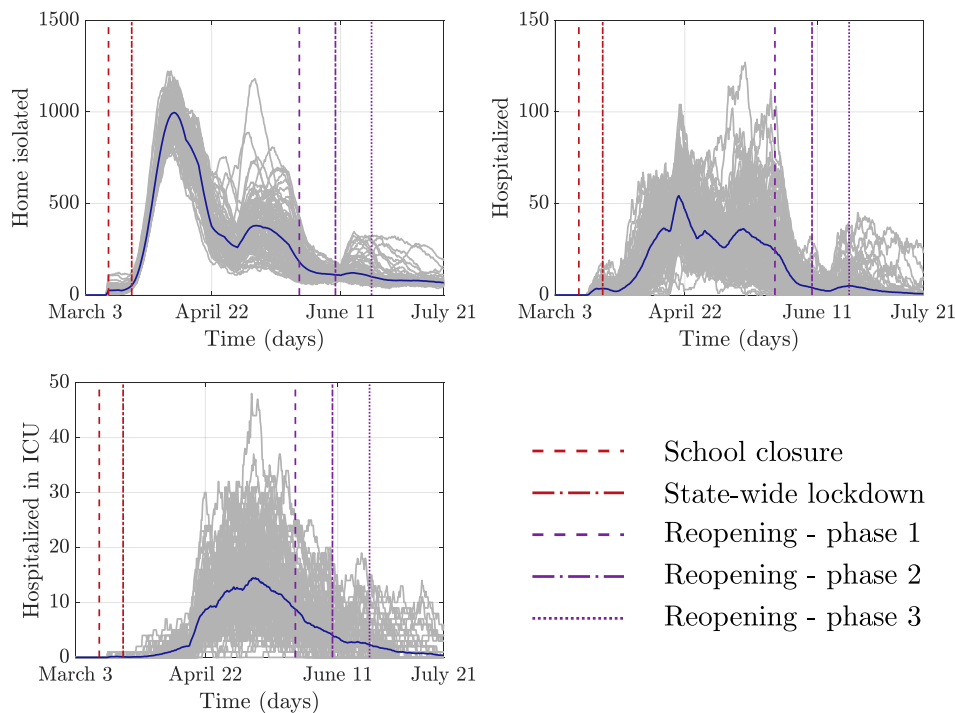 1500
1000
500
0
Home isolated
March 3
April 22
June 11
July 21
Time (days)
150
100
50
0
Hospitalized
March 3
April 22
June 11
July 21
Time (days)
50
40
30
20
10
0
Hospitalized in ICU
March 3
April 22
June 11
July 21
Time (days)
School closure
State-wide lockdown
Reopening - phase 1
Reopening - phase 2
Reopening - phase 3